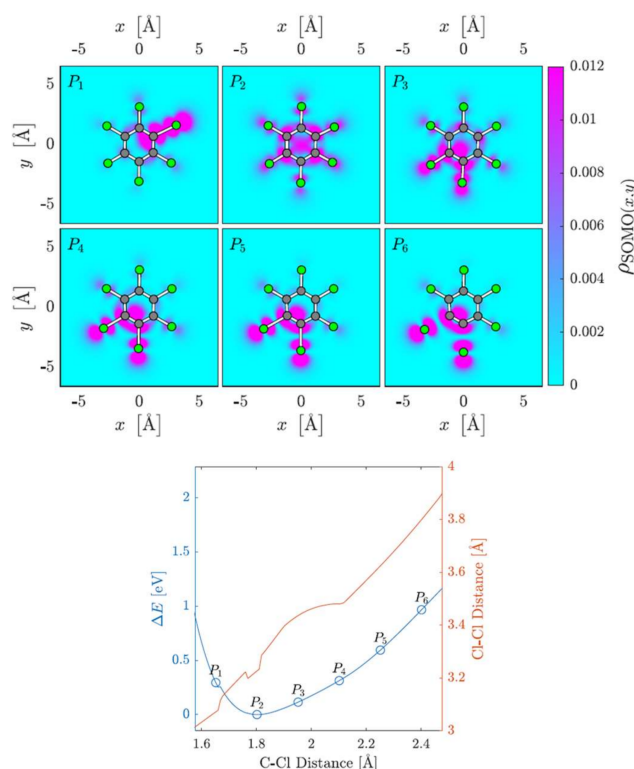 x [Å] x [Å] x [Å]
-5 0 5 -5 0 5 -5 0 5
P1 P2 P3
5
0
-5
y [Å]
P4 P5 P6
5
0
-5
y [Å]
-5 0 5 -5 0 5 -5 0 5
x [Å] x [Å] x [Å]
0.012
0.010
0.008
0.006
0.004
0.002
0
ρSOMO(x.y)
2
1.5
1
0.5
0
ΔE [eV]
P1 P2 P3 P4 P5 P6
4
3.8
3.6
3.4
3.2
3
Cl-Cl Distance [Å]
1.6 1.8 2 2.2 2.4
C-Cl Distance [Å]